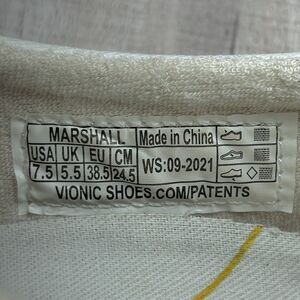 MARSHALL Made in China
USA UK EU CM
7.5 5.5 38.5 24.5 WS:09-2021
VIONIC SHOES.COM/PATENTS